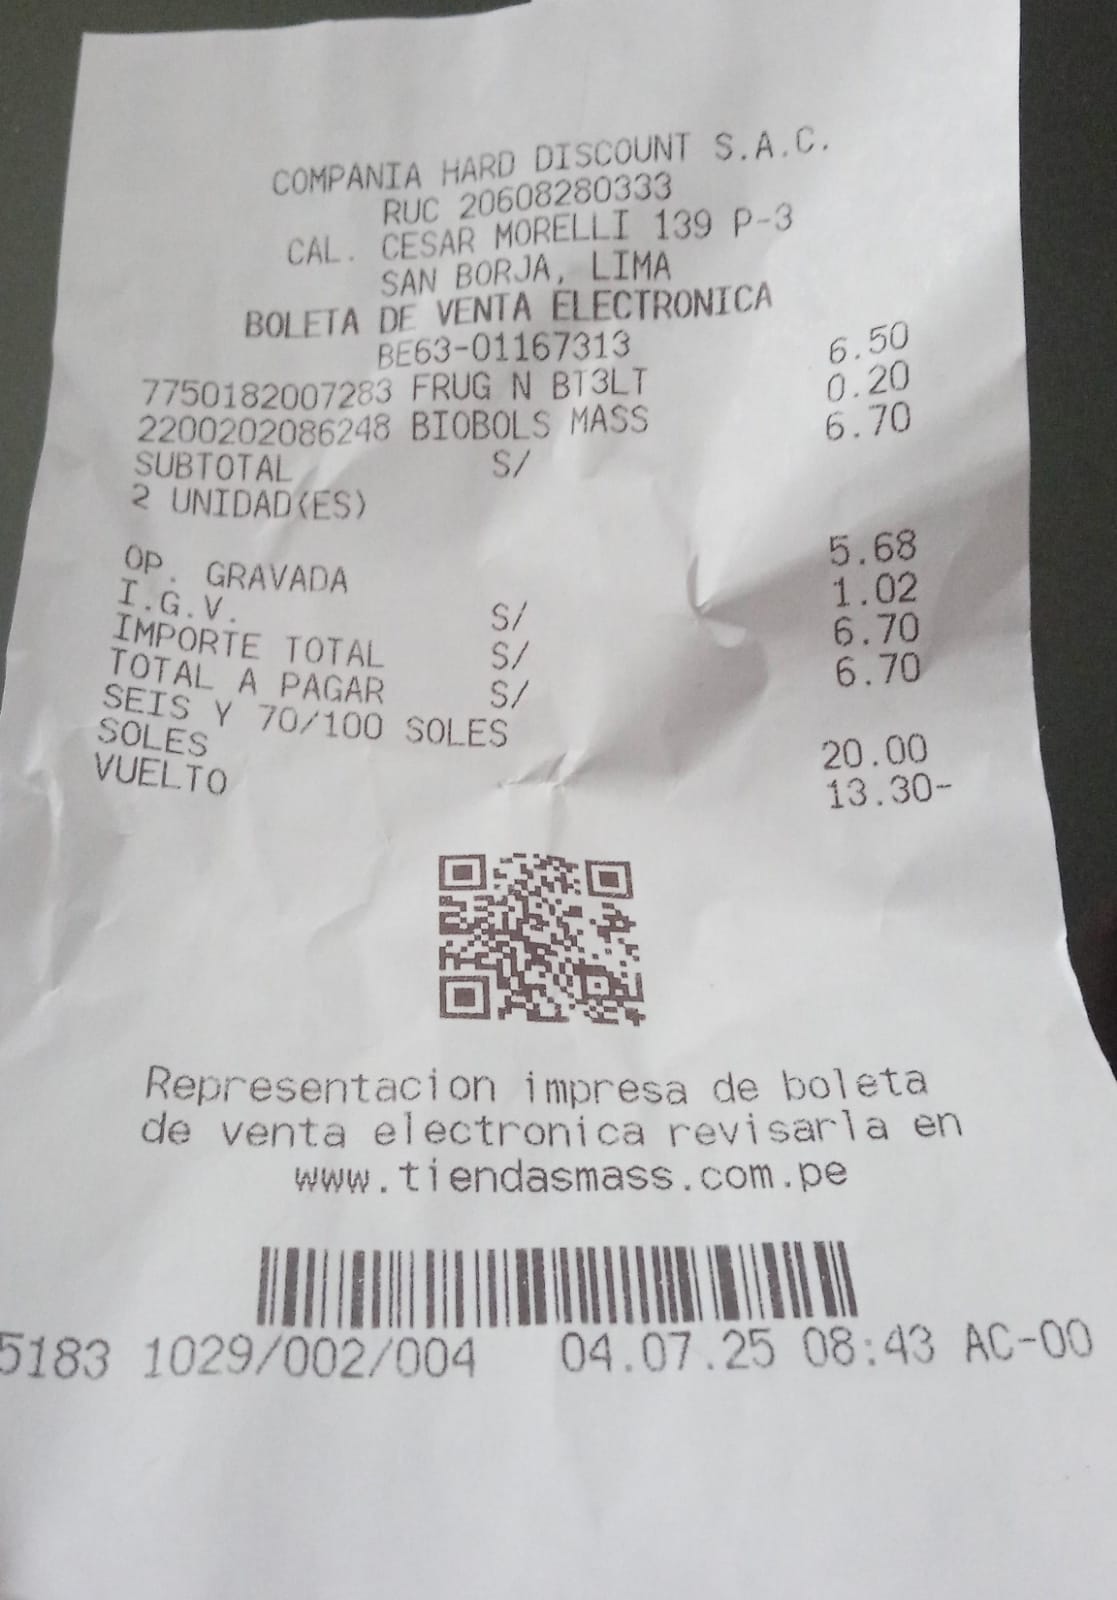 COMPANIA HARD DISCOUNT S.A.C.
RUC 20608280333
CAL. CESAR MORELLI 139 P-3
SAN BORJA, LIMA
BOLETA DE VENTA ELECTRONICA
BE63-01167313
7750182007283 FRUG N BT3LT 6.50
2200202086248 BIOBOLS MASS 0.20
SUBTOTAL S/ 6.70
2 UNIDAD(ES)
OP. GRAVADA S/ 5.68
I.G.V. S/ 1.02
IMPORTE TOTAL S/ 6.70
TOTAL A PAGAR 6.70
SEIS Y 70/100 SOLES
SOLES 20.00
VUELTO 13.30-
Representacion impresa de boleta
de venta electronica revisarla en
www.tiendasmass.com.pe
5183 1029/002/004 04.07.25 08:43 AC-00